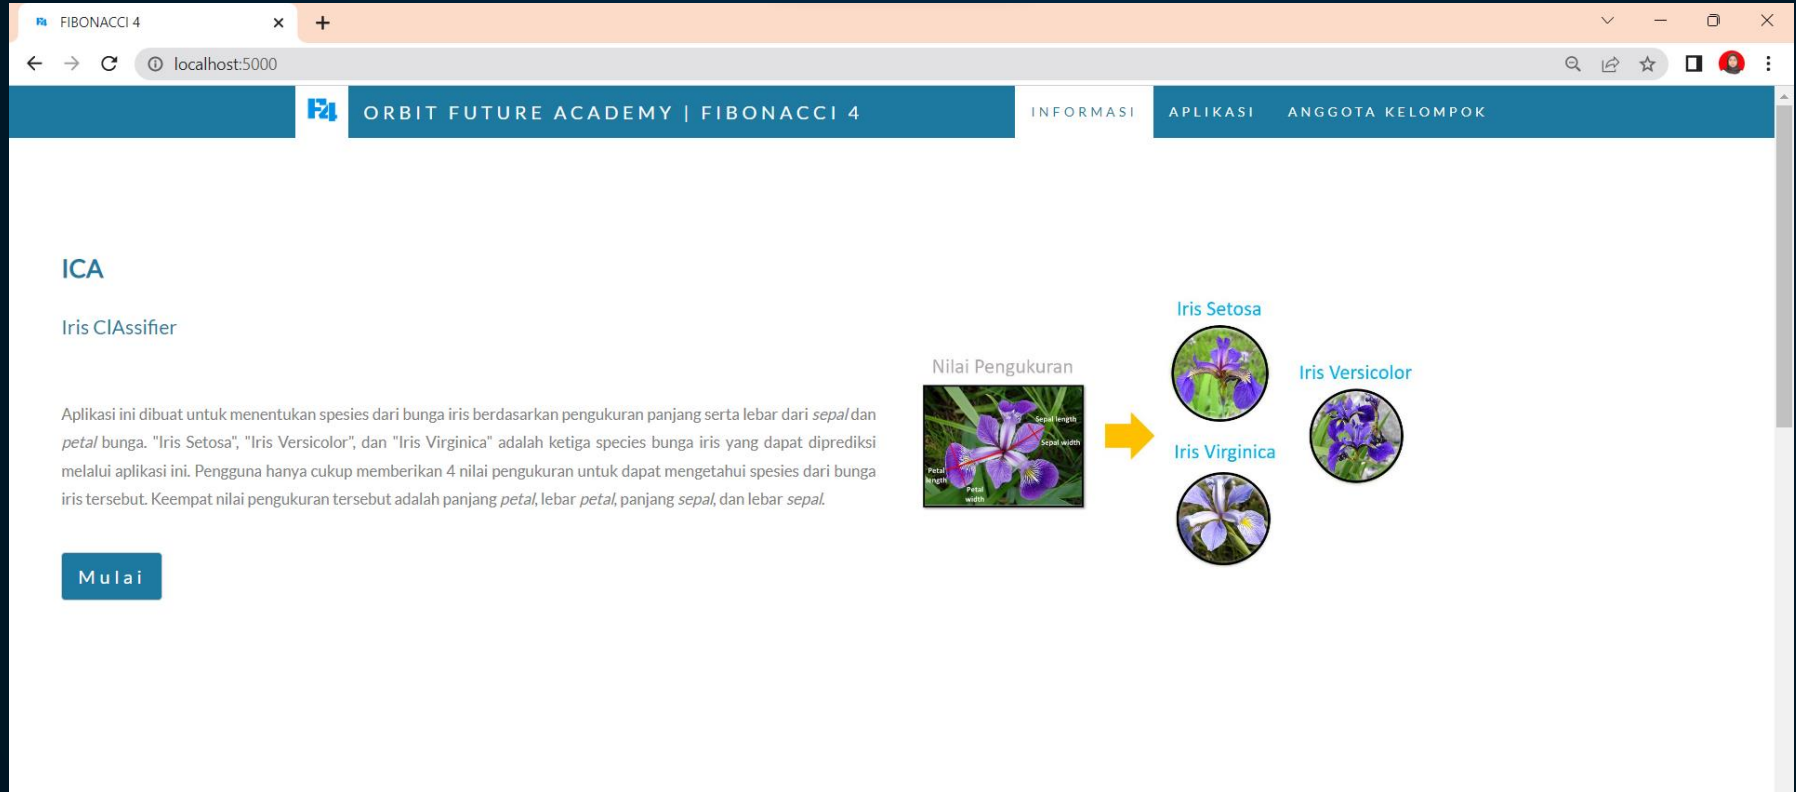 FIBONACCI 4
localhost:5000
F4 ORBIT FUTURE ACADEMY | FIBONACCI 4 INFORMASI APLIKASI ANGGOTA KELOMPOK
ICA
Iris ClAssifier
Aplikasi ini dibuat untuk menentukan spesies dari bunga iris berdasarkan pengukuran panjang serta lebar dari sepal dan
petal bunga. "Iris Setosa", "Iris Versicolor", dan "Iris Virginica" adalah ketiga species bunga iris yang dapat diprediksi
melalui aplikasi ini. Pengguna hanya cukup memberikan 4 nilai pengukuran untuk dapat mengetahui spesies dari bunga
iris tersebut. Keempat nilai pengukuran tersebut adalah panjang petal, lebar petal, panjang sepal, dan lebar sepal.
Mulai
Nilai Pengukuran
Sepal length
Sepal width
Petal
length
Petal
width
Iris Setosa
Iris Versicolor
Iris Virginica